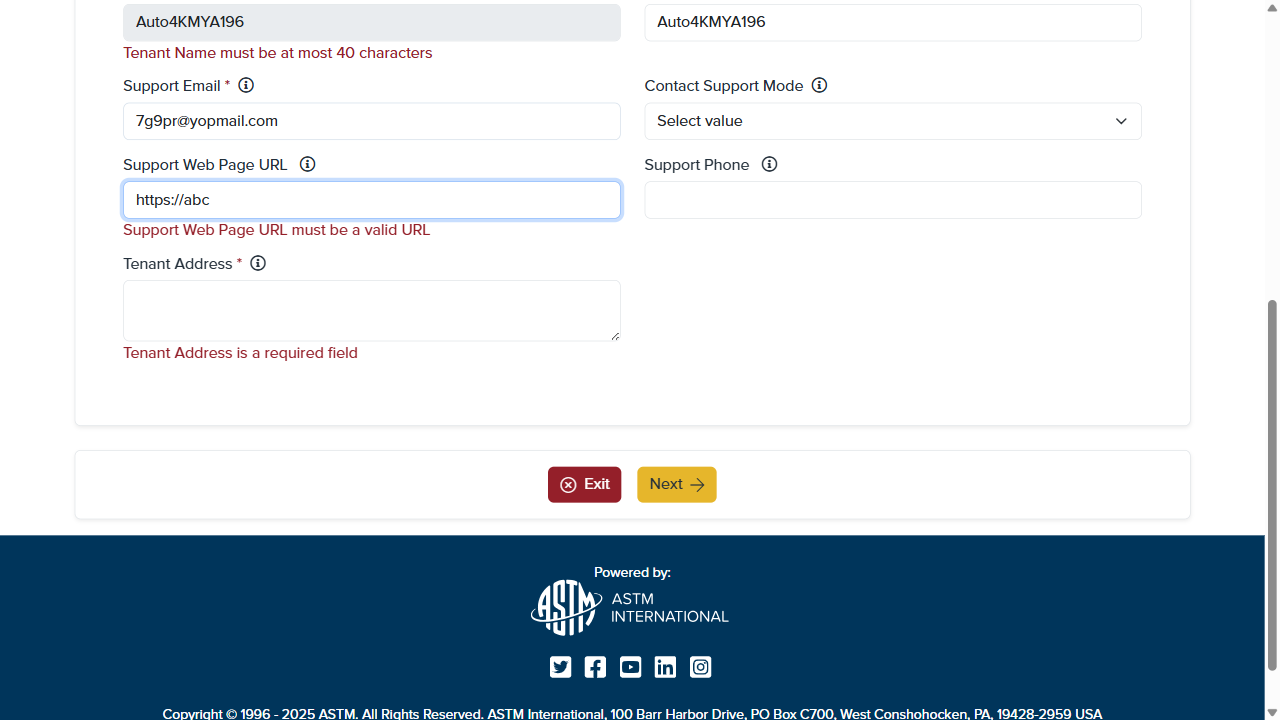 Auto4KMYA196
Auto4KMYA196
Tenant Name must be at most 40 characters
Support Email *
Contact Support Mode
7g9pr@yopmail.com
Select value
Support Web Page URL
Support Phone
https://abc
Support Web Page URL must be a valid URL
Tenant Address *
Tenant Address is a required field
Exit
Next
Powered by:
ASTM
ASTM
INTERNATIONAL
Copyright © 1996 - 2025 ASTM. All Rights Reserved. ASTM International, 100 Barr Harbor Drive, PO Box C700, West Conshohocken, PA, 19428-2959 USA